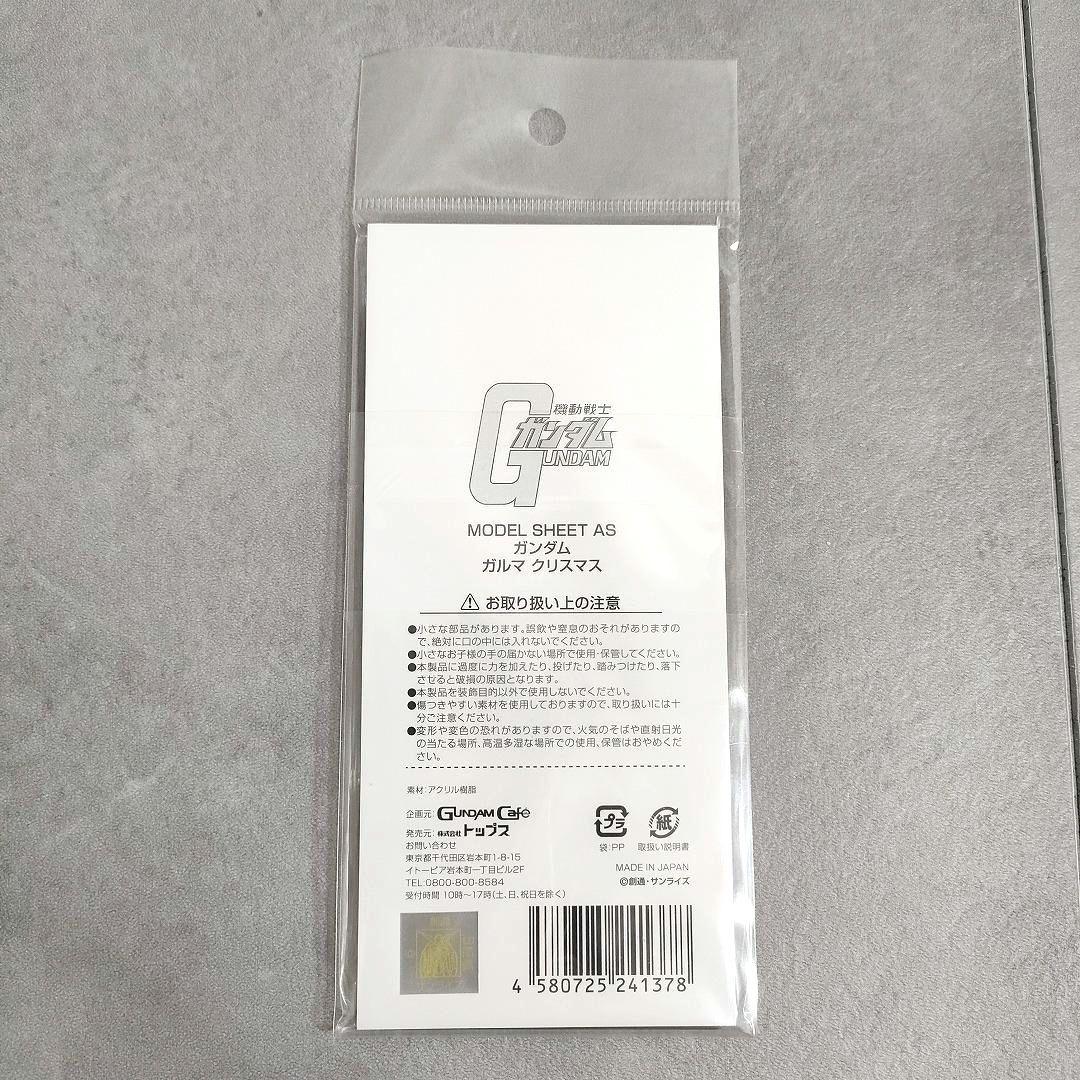 機動戦士
ガンダム
GUNDAM
MODEL SHEET AS
ガンダム
ガルマ クリスマス
⚠ お取り扱い上の注意
●小さな部品があります。誤飲や窒息のおそれがありますの
で、絶対に口の中には入れないでください。
●小さなお子様の手の届かない場所で使用・保管してください。
●本製品に過度に力を加えたり、投げたり、踏みつけたり、落下
させると破損の原因となります。
●本製品を装飾目的以外で使用しないでください。
●傷つきやすい素材を使用しておりますので、取り扱いには十
分ご注意ください。
●変形や変色の恐れがありますので、火気のそばや直射日光
の当たる場所、高温多湿な場所での使用、保管はおやめくだ
さい。
素材:アクリル樹脂
企画元:GUNDAM Café
発売元:株式会社トップス
お問い合わせ
東京都千代田区岩本町1-8-15
イトーピア岩本町一丁目ビル2F
TEL:0800-800-8584
受付時間 10時〜17時(土、日、祝日を除く)
プラ
袋:PP
紙
取扱い説明書
MADE IN JAPAN
©創通・サンライズ
4 580725 241378